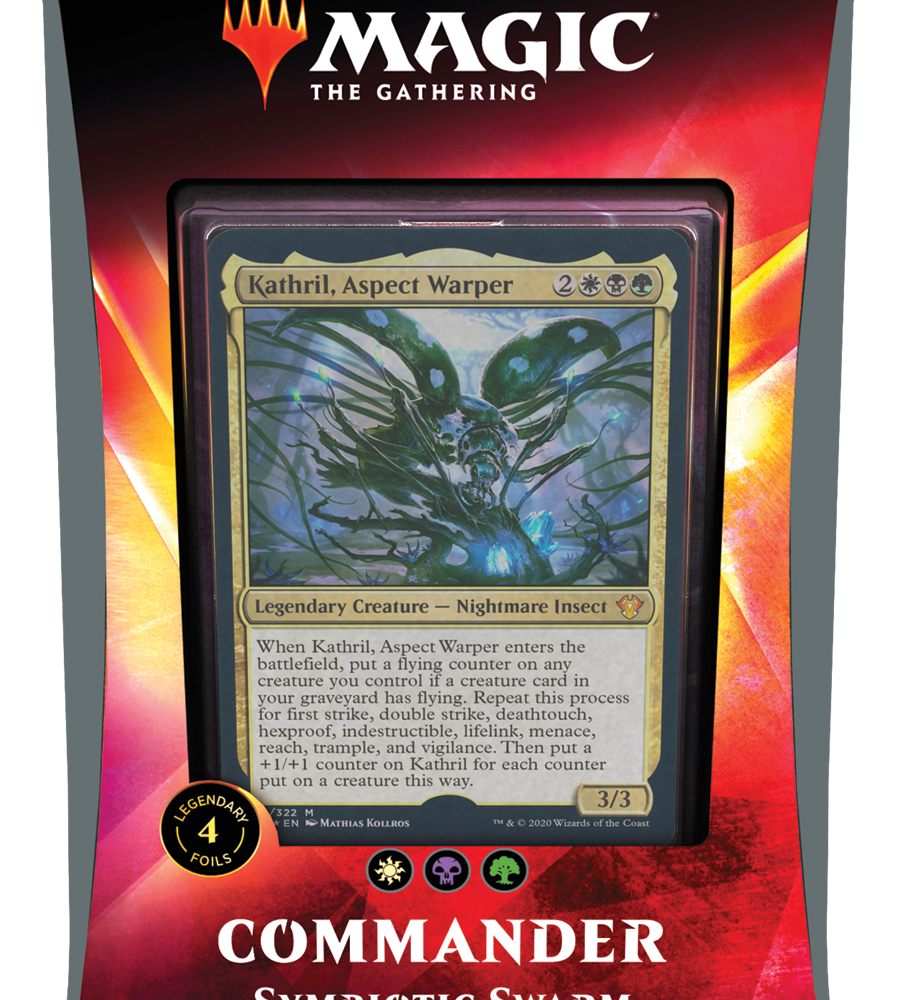 MAGIC
THE GATHERING
Kathril, Aspect Warper
2
Legendary Creature — Nightmare Insect
When Kathril, Aspect Warper enters the
battlefield, put a flying counter on any
creature you control if a creature card in
your graveyard has flying. Repeat this process
for first strike, double strike, deathtouch,
hexproof, indestructible, lifelink, menace,
reach, trample, and vigilance. Then put a
+1/+1 counter on Kathril for each counter
put on a creature this way.
3/3
/322 M
EN Mathias Kollros
™ & © 2020 Wizards of the Coast
LEGENDARY
4
FOILS
COMMANDER
SYMBIOTIC SWARM